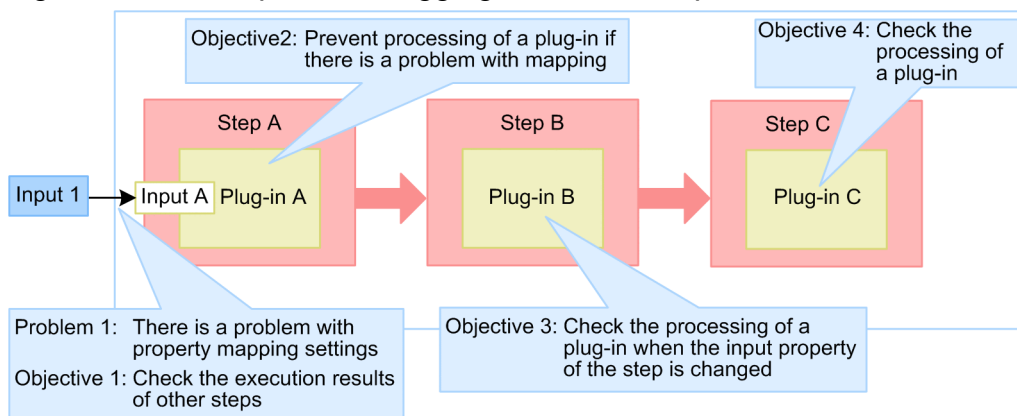 Objective2: Prevent processing of a plug-in if
there is a problem with mapping
Objective 4: Check the
processing of
a plug-in
Step A
Step B
Step C
Input 1
Input A
Plug-in A
Plug-in B
Plug-in C
Problem 1: There is a problem with
property mapping settings
Objective 1: Check the execution results
of other steps
Objective 3: Check the processing of a
plug-in when the input property
of the step is changed